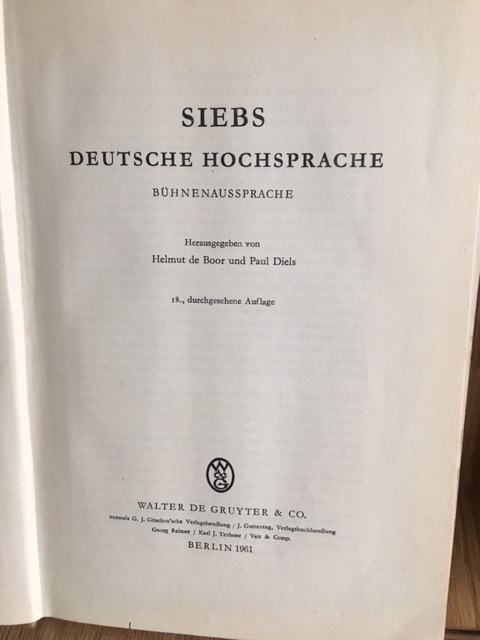 SIEBS
DEUTSCHE HOCHSPRACHE
BÜHNENAUSSPRACHE
Herausgegeben von
Helmut de Boor und Paul Diels
18., durchgesehene Auflage
W de G
WALTER DE GRUYTER & CO.
vormals G. J. Göschen'sche Verlagshandlung / J. Guttentag, Verlagsbuchhandlung
Georg Reimer / Karl J. Trübner / Veit & Comp.
BERLIN 1961